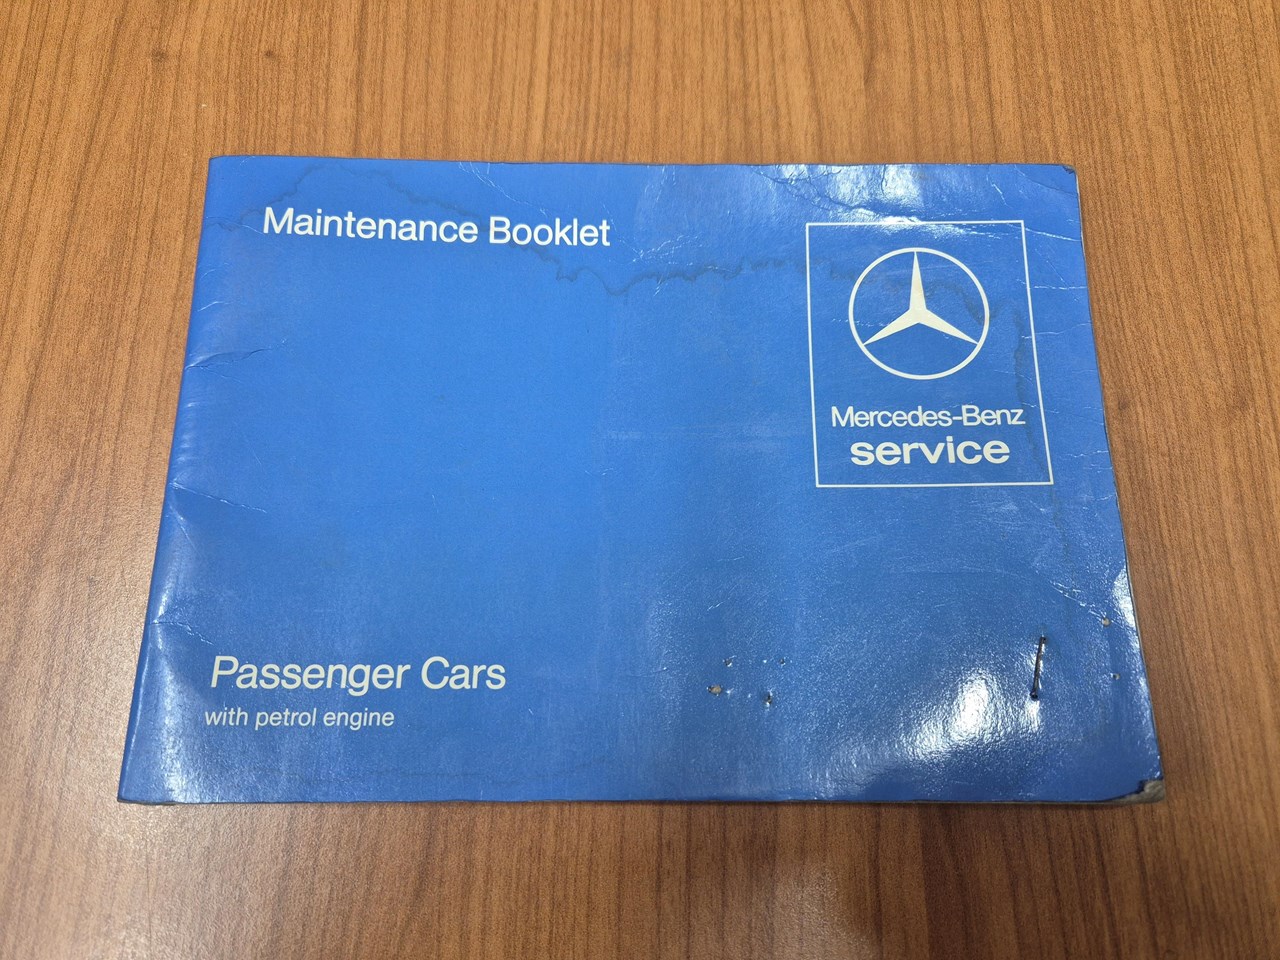 Maintenance Booklet
Mercedes-Benz
service
Passenger Cars
with petrol engine